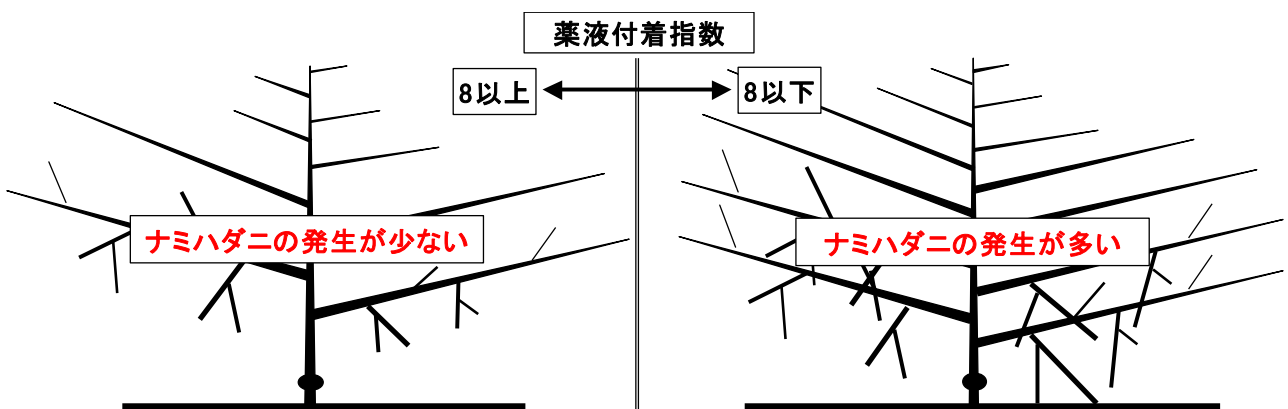 薬液付着指数
8以上
8以下
ナミハダニの発生が少ない
ナミハダニの発生が多い